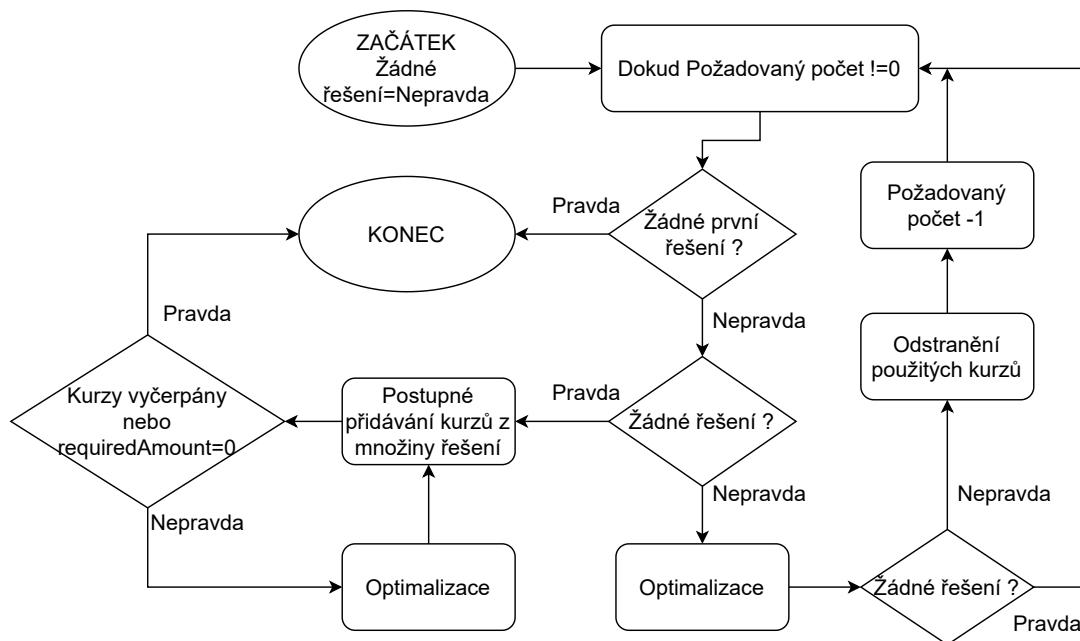 ZAČÁTEK
Žádné
řešení=Nepravda
Dokud Požadovaný počet !=0
Požadovaný
počet -1
Pravda
Žádné první
řešení ?
KONEC
Pravda
Nepravda
Odstranění
použitých kurzů
Kurzy vyčerpány
nebo
requiredAmount=0
Postupné
přidávání kurzů z
množiny řešení
Pravda
Žádné řešení ?
Nepravda
Nepravda
Nepravda
Optimalizace
Optimalizace
Žádné řešení ?
Pravda